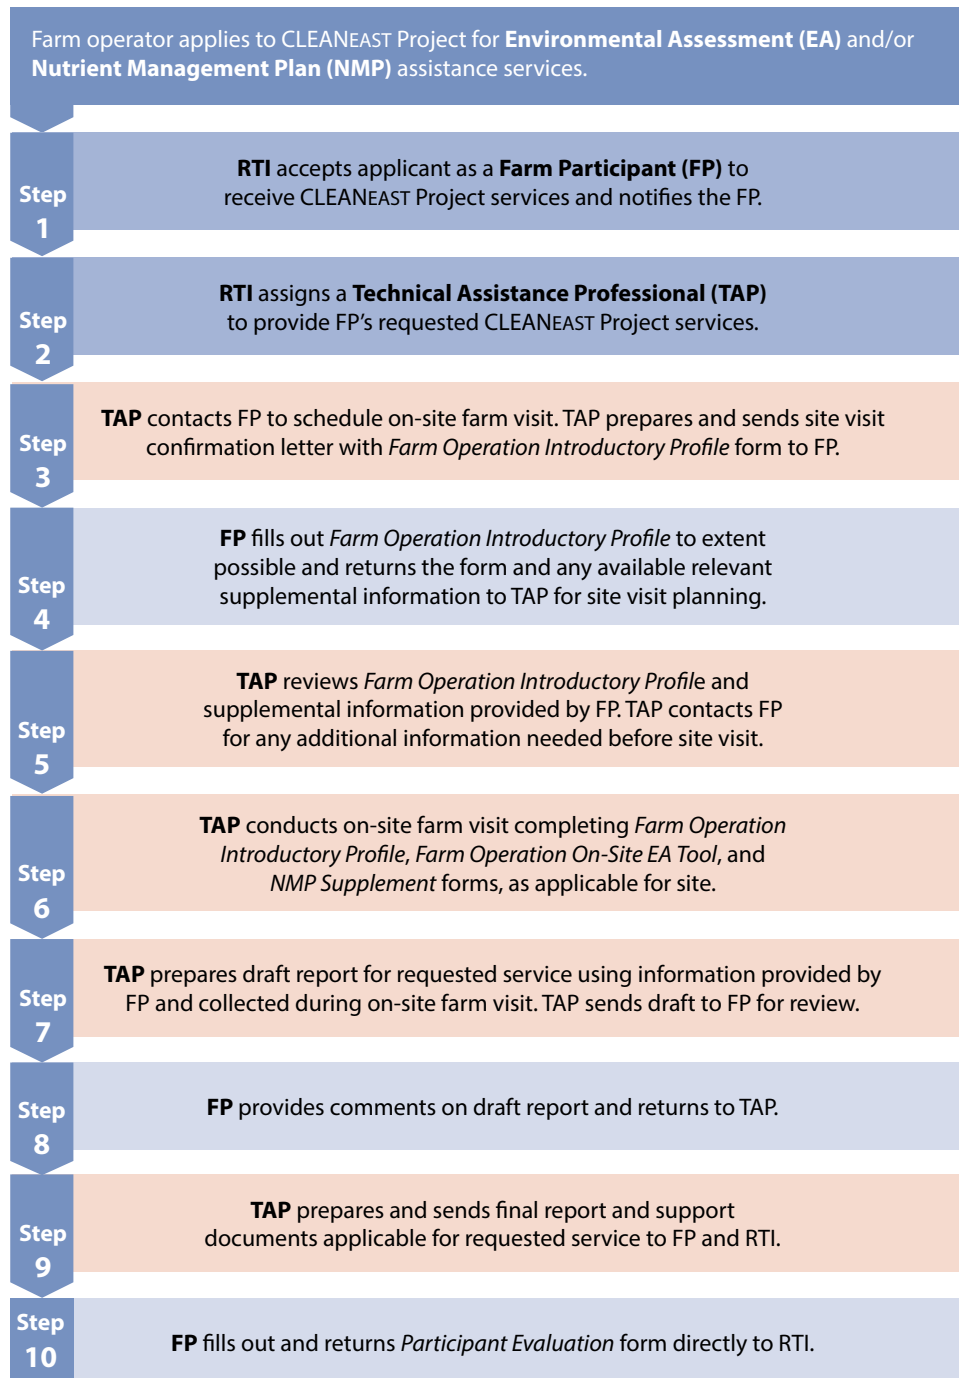 Farm operator applies to CLEANEAST Project for Environmental Assessment (EA) and/or
Nutrient Management Plan (NMP) assistance services.
Step
1
RTI accepts applicant as a Farm Participant (FP) to
receive CLEANEAST Project services and notifies the FP.
Step
2
RTI assigns a Technical Assistance Professional (TAP)
to provide FP's requested CLEANEAST Project services.
Step
3
TAP contacts FP to schedule on-site farm visit. TAP prepares and sends site visit
confirmation letter with Farm Operation Introductory Profile form to FP.
Step
4
FP fills out Farm Operation Introductory Profile to extent
possible and returns the form and any available relevant
supplemental information to TAP for site visit planning.
Step
5
TAP reviews Farm Operation Introductory Profile and
supplemental information provided by FP. TAP contacts FP
for any additional information needed before site visit.
Step
6
TAP conducts on-site farm visit completing Farm Operation
Introductory Profile, Farm Operation On-Site EA Tool, and
NMP Supplement forms, as applicable for site.
Step
7
TAP prepares draft report for requested service using information provided by
FP and collected during on-site farm visit. TAP sends draft to FP for review.
Step
8
FP provides comments on draft report and returns to TAP.
Step
9
TAP prepares and sends final report and support
documents applicable for requested service to FP and RTI.
Step
10
FP fills out and returns Participant Evaluation form directly to RTI.